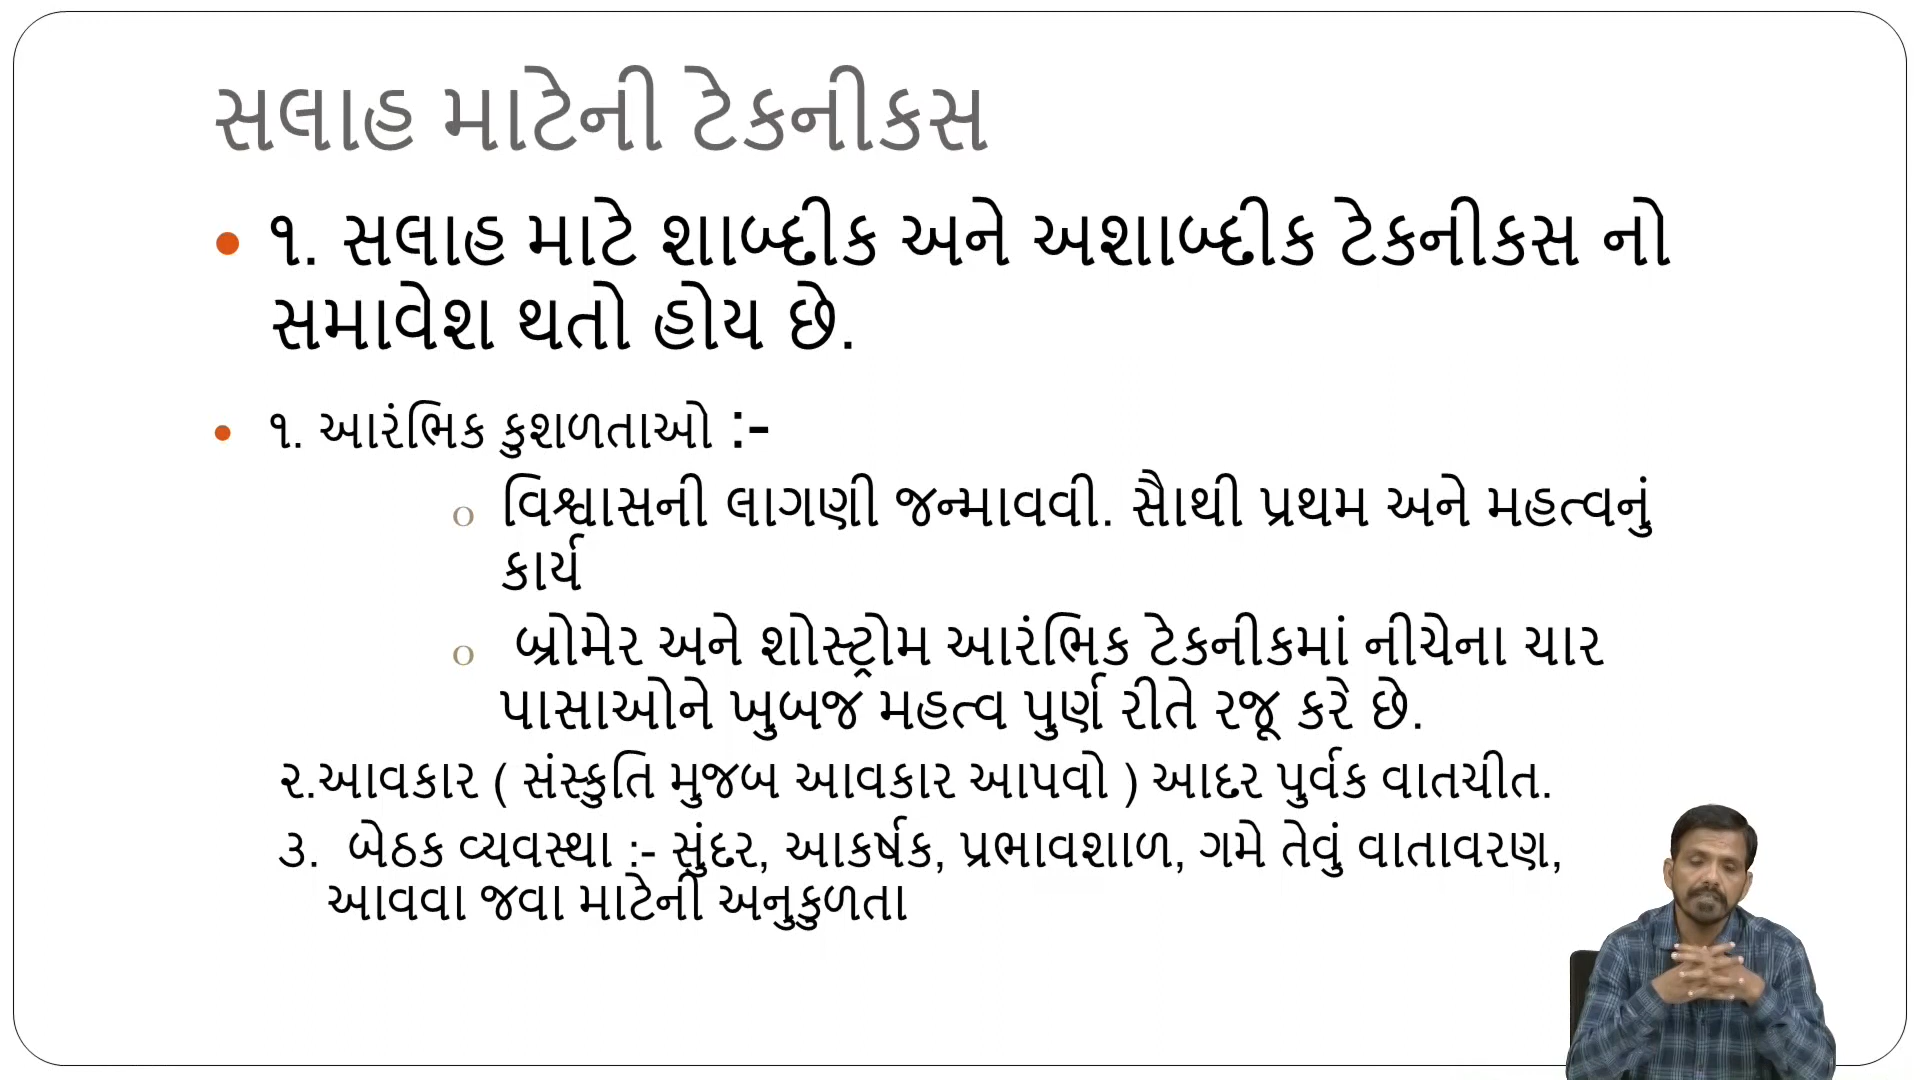 સલાહ માટેની ટેકનીકસ
• ૧. સલાહ માટે શાબ્દીક અને અશાબ્દીક ટેકનીકસ નો
સમાવેશ થતો હોય છે.
• ૧. આરંભિક કુશળતાઓ :-
o વિશ્વાસની લાગણી જન્માવવી. સૈાથી પ્રથમ અને મહત્વનું
કાર્ય
o બ્રોમેર અને શોસ્ટ્રોમ આરંભિક ટેકનીકમાં નીચેના ચાર
પાસાઓને ખુબજ મહત્વ પુર્ણ રીતે રજૂ કરે છે.
૨.આવકાર ( સંસ્કુતિ મુજબ આવકાર આપવો ) આદર પુર્વક વાતચીત.
૩. બેઠક વ્યવસ્થા :- સુંદર, આકર્ષક, પ્રભાવશાળ, ગમે તેવું વાતાવરણ,
આવવા જવા માટેની અનુકુળતા